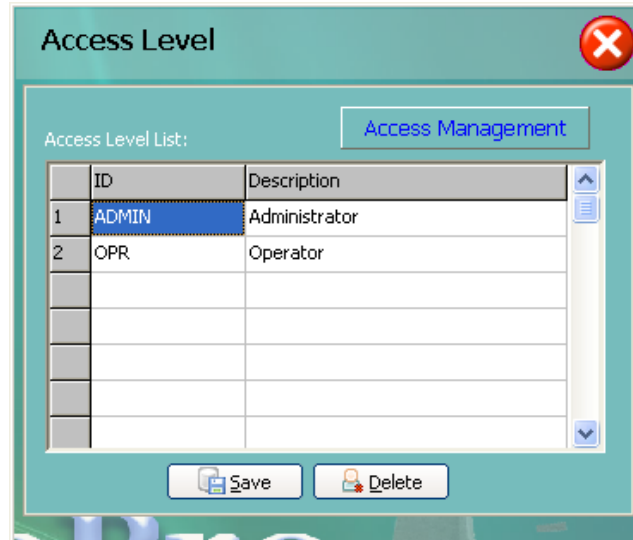 Access Level
Access Management
Access Level List:
ID Description
1 ADMIN Administrator
2 OPR Operator
Save Delete